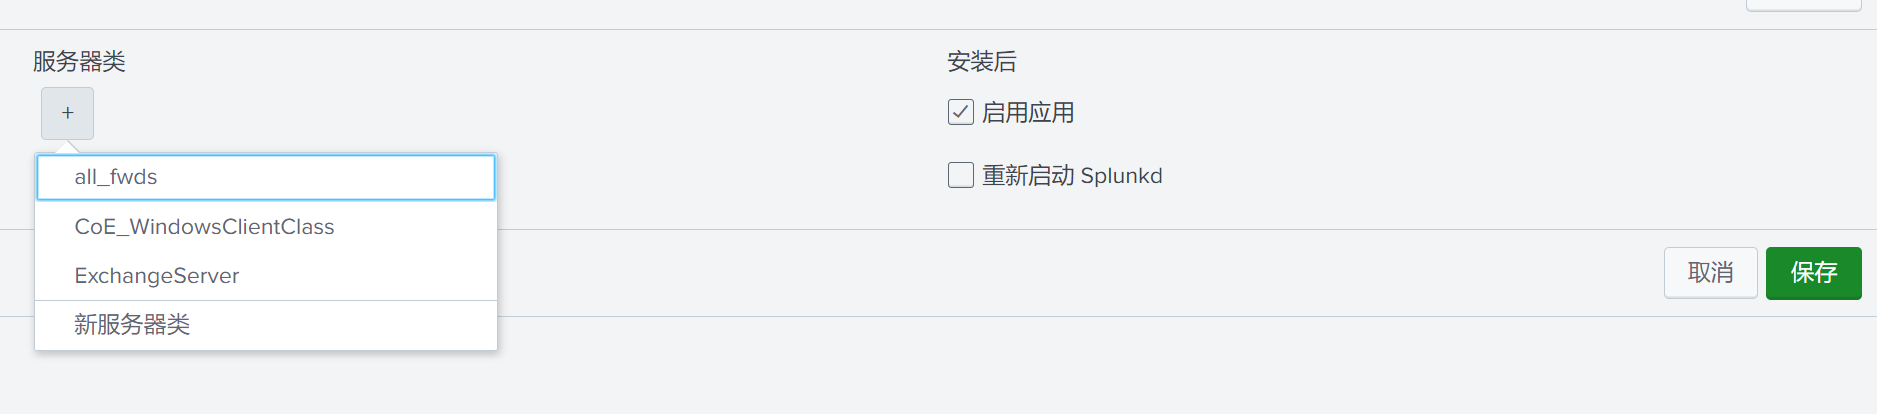 服务器类
+
all_fwds
CoE_WindowsClientClass
ExchangeServer
新服务器类
安装后
启用应用
重新启动 Splunkd
取消
保存